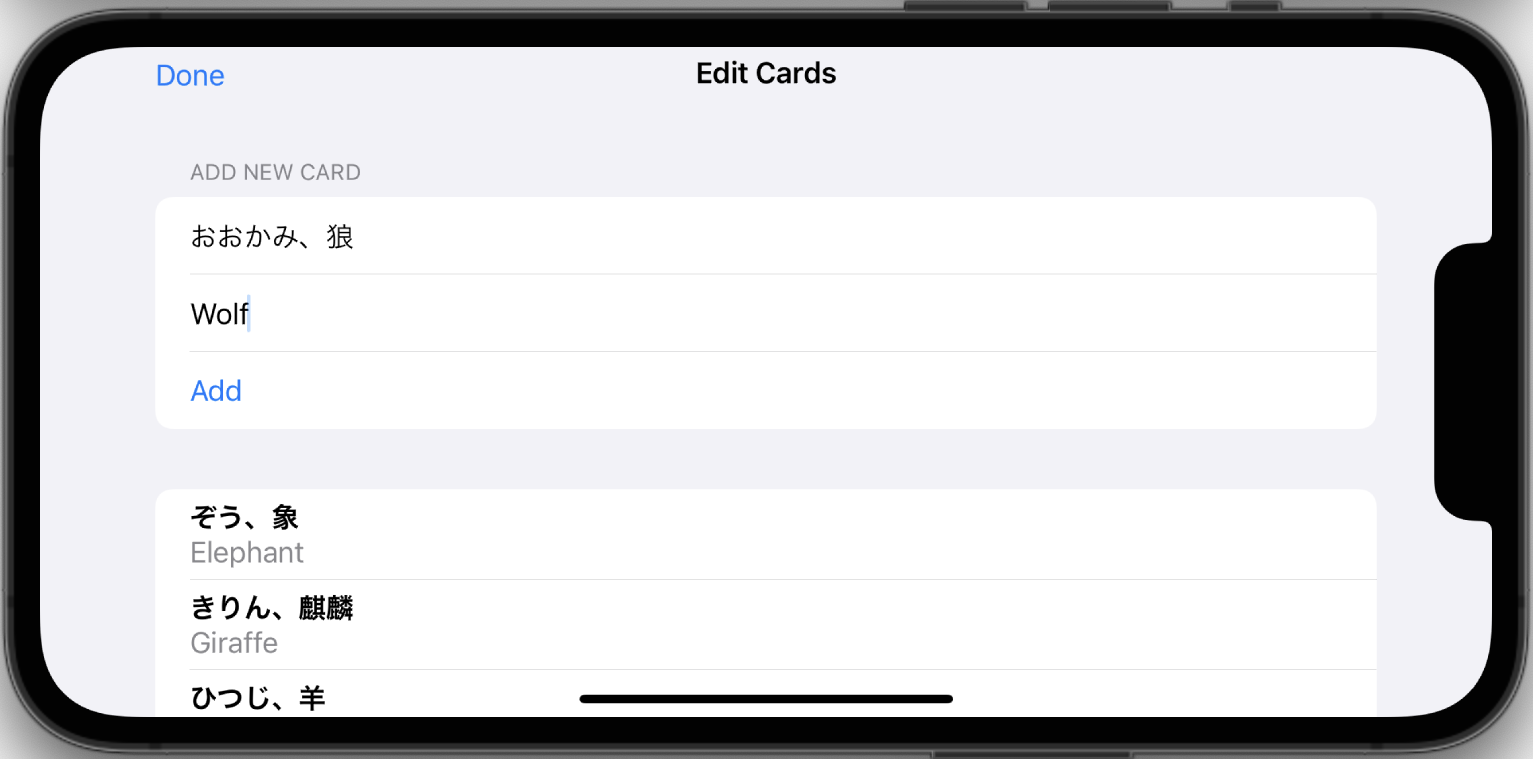 Done
Edit Cards
ADD NEW CARD
おおかみ、狼
Wolf
Add
ぞう、象
Elephant
きりん、麒麟
Giraffe
ひつじ、羊